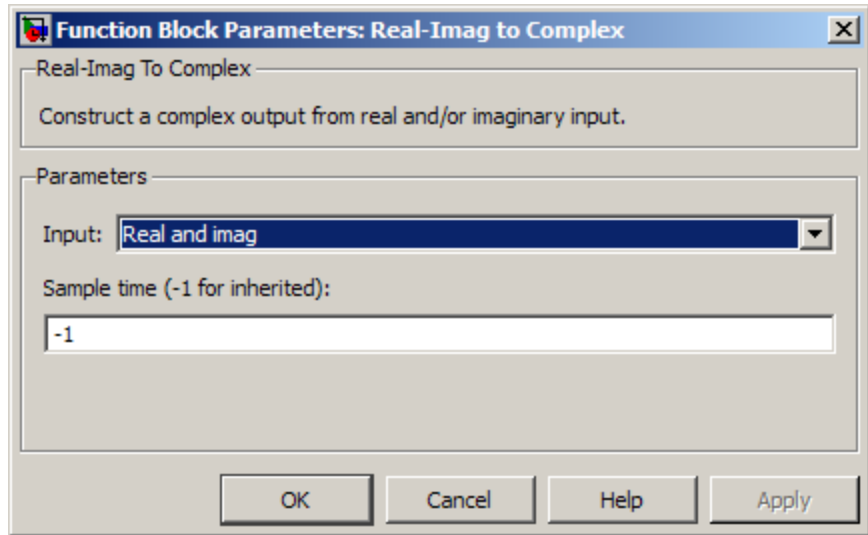 Function Block Parameters: Real-Imag to Complex
Real-Imag To Complex
Construct a complex output from real and/or imaginary input.
Parameters
Input: Real and imag
Sample time (-1 for inherited):
-1
OK Cancel Help Apply